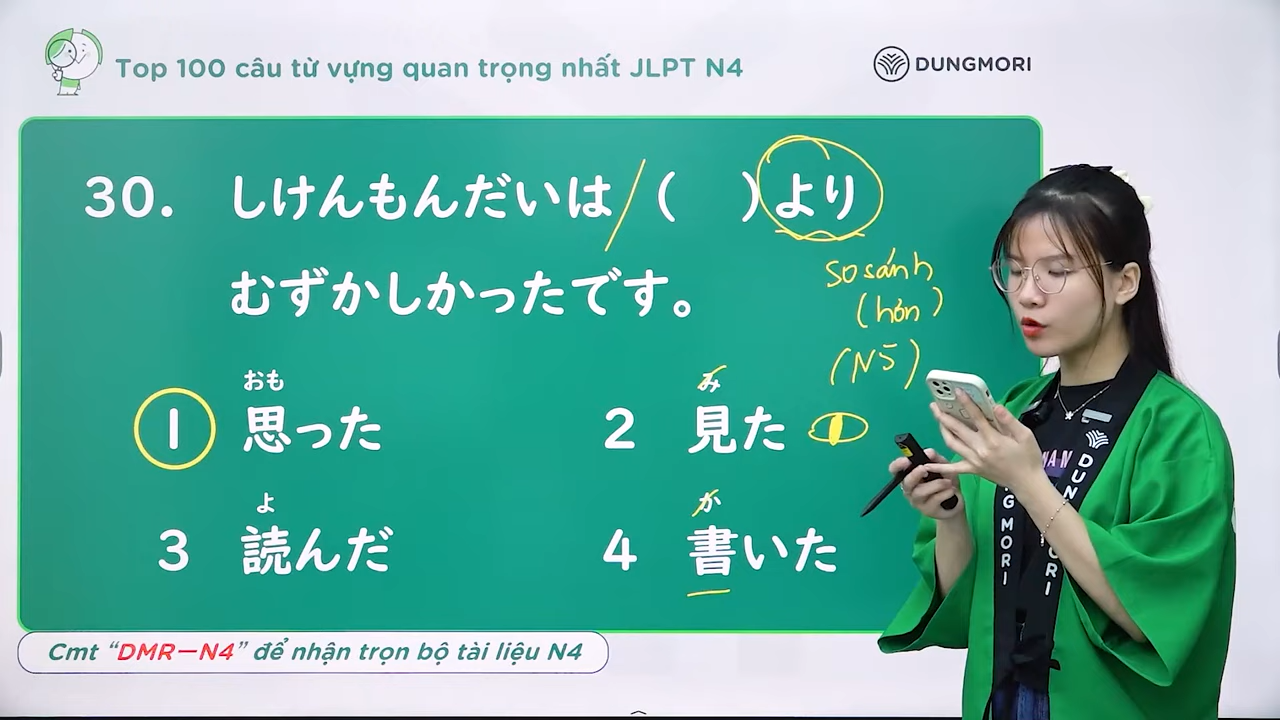 Top 100 câu từ vựng quan trọng nhất JLPT N4
DUNGMORI
30. しけんもんだいは / ( ) より
むずかしかったです。
so sánh
(hơn)
(N5)
おも
1 思った
み
2 見た
よ
3 読んだ
か
4 書いた
Cmt “DMR–N4” để nhận trọn bộ tài liệu N4
DUNGMORI